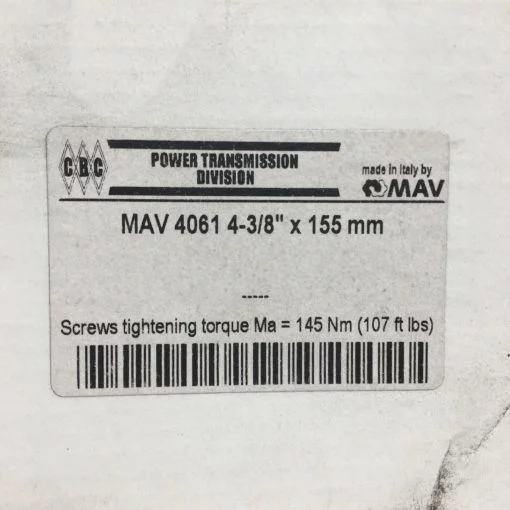 CBC
POWER TRANSMISSION
DIVISION
made in Italy by
MAV
MAV 4061 4-3/8" x 155 mm
-----
Screws tightening torque Ma = 145 Nm (107 ft lbs)